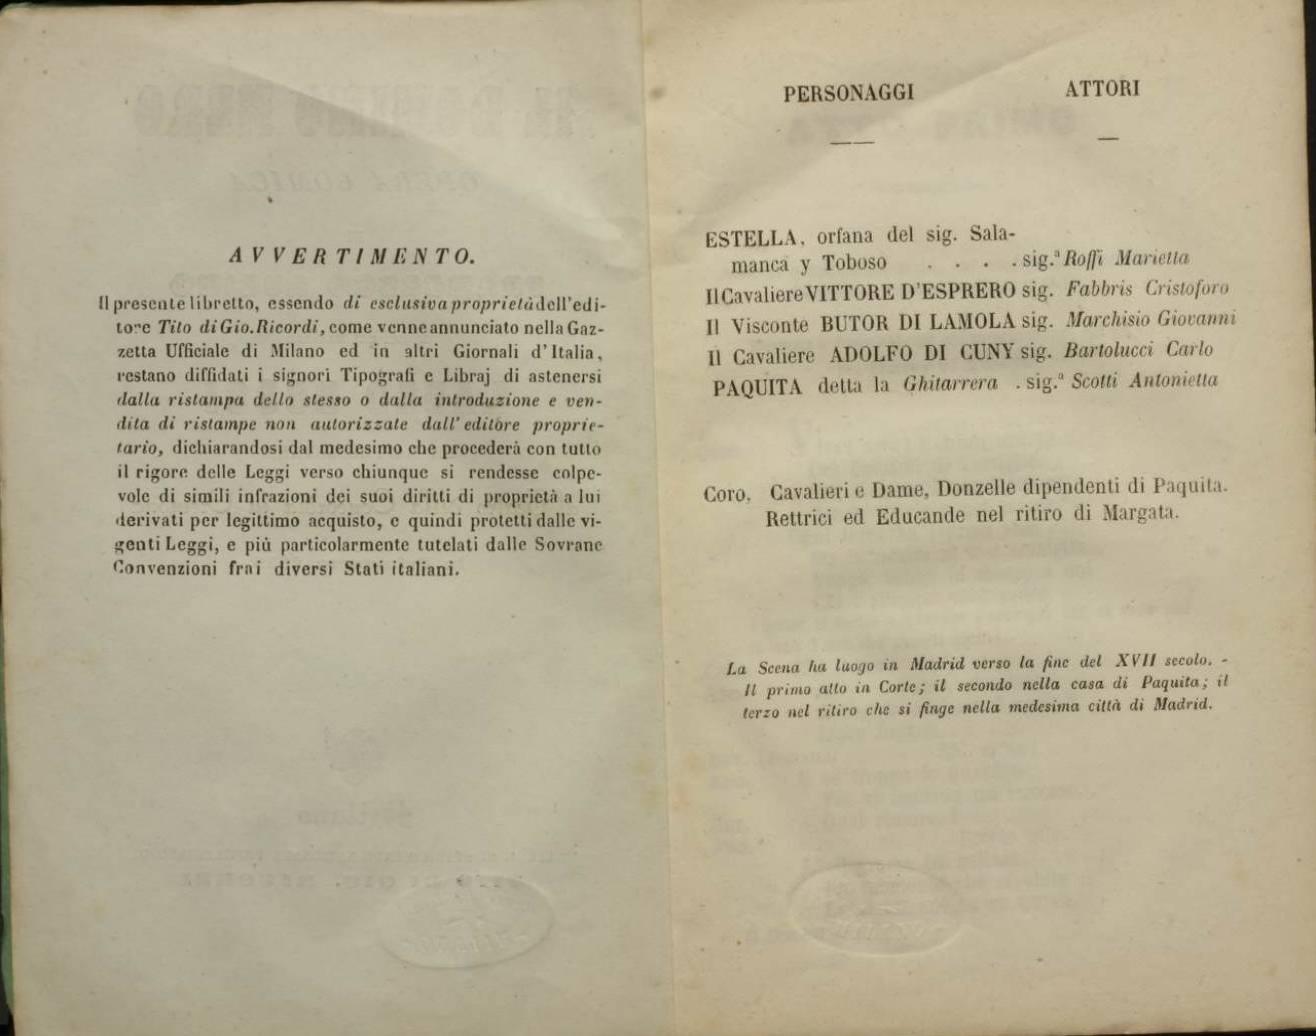 AVVERTIMENTO.
Il presente libretto, essendo di esclusiva proprietà dell'edi-
tore Tito di Gio. Ricordi, come venne annunciato nella Gaz-
zetta Ufficiale di Milano ed in altri Giornali d'Italia,
restano diffidati i signori Tipografi e Libraj di astenersi
dalla ristampa dello stesso o dalla introduzione e ven-
dita di ristampe non autorizzate dall'editore proprie-
tario, dichiarandosi dal medesimo che procederà con tutto
il rigore delle Leggi verso chiunque si rendesse colpe-
vole di simili infrazioni dei suoi diritti di proprietà a lui
derivati per legittimo acquisto, e quindi protetti dalle vi-
genti Leggi, e più particolarmente tutelati dalle Sovrane
Convenzioni frai diversi Stati italiani.
PERSONAGGI ATTORI
ESTELLA, orfana del sig. Sala-
manca y Toboso . . . . sig.ª Roffi Marietta
Il Cavaliere VITTORE D'ESPRERO sig. Fabbris Cristoforo
Il Visconte BUTOR DI LAMOLA sig. Marchisio Giovanni
Il Cavaliere ADOLFO DI CUNY sig. Bartolucci Carlo
PAQUITA detta la Ghitarrera . sig.ª Scotti Antonietta
Coro, Cavalieri e Dame, Donzelle dipendenti di Paquita.
Rettrici ed Educande nel ritiro di Margata.
La Scena ha luogo in Madrid verso la fine del XVII secolo. -
Il primo atto in Corte; il secondo nella casa di Paquita; il
terzo nel ritiro che si finge nella medesima città di Madrid.